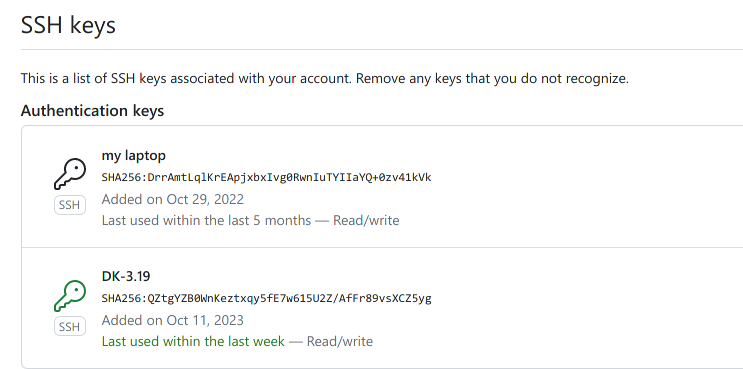 SSH keys
This is a list of SSH keys associated with your account. Remove any keys that you do not recognize.
Authentication keys
my laptop
SHA256:DrrAmtLqlKrEApjxbxIvg0RwnIuTYIIaYQ+0zv41kVk
SSH
Added on Oct 29, 2022
Last used within the last 5 months — Read/write
DK-3.19
SHA256:QZtgYZB0WnKeztxqy5fE7w615U2Z/AfFr89vsXCZ5yg
SSH
Added on Oct 11, 2023
Last used within the last week — Read/write